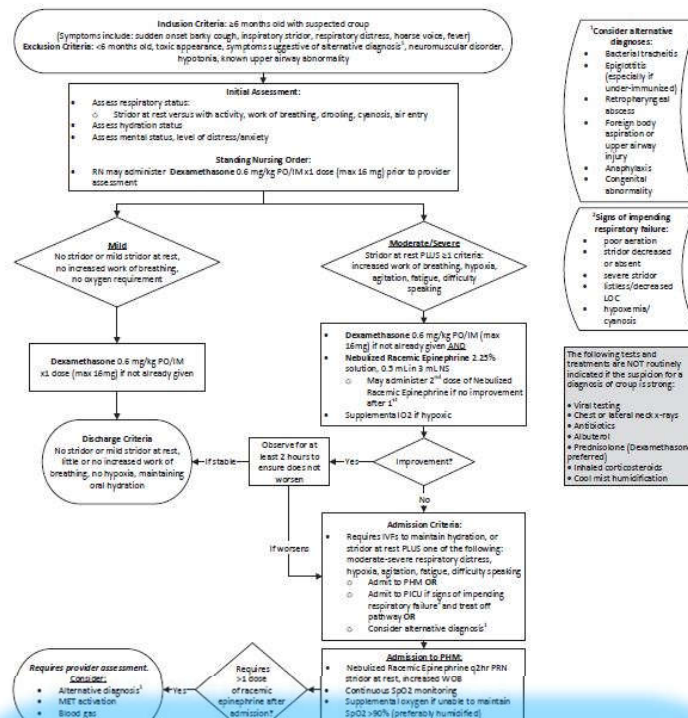 Inclusion Criteria: ≥6 months old with suspected croup
(Symptoms include: sudden onset barky cough, inspiratory stridor, respiratory distress, hoarse voice, fever)
Exclusion Criteria: <6 months old, toxic appearance, symptoms suggestive of alternative diagnosis¹, neuromuscular disorder,
hypotonia, known upper airway abnormality
Initial Assessment:
• Assess respiratory status:
o Stridor at rest versus with activity, work of breathing, drooling, cyanosis, air entry
• Assess hydration status
• Assess mental status, level of distress/anxiety
Standing Nursing Order:
• RN may administer Dexamethasone 0.6 mg/kg PO/IM x1 dose (max 16 mg) prior to provider
assessment
Mild
No stridor or mild stridor at rest,
no increased work of breathing,
no oxygen requirement
Moderate/Severe
Stridor at rest PLUS ≥1 criteria:
increased work of breathing, hypoxia,
agitation, fatigue, difficulty
speaking
Dexamethasone 0.6 mg/kg PO/IM
x1 dose (max 16mg) if not already given
• Dexamethasone 0.6 mg/kg PO/IM (max
16mg) if not already given AND
• Nebulized Racemic Epinephrine 2.25%
solution, 0.5 mL in 3 mL NS
o May administer 2nd dose of Nebulized
Racemic Epinephrine if no improvement
after 1st
• Supplemental O2 if hypoxic
Discharge Criteria
No stridor or mild stridor at rest,
little or no increased work of
breathing, no hypoxia, maintaining
oral hydration
If stable
Observe for at
least 2 hours to
ensure does not
worsen
Yes
Improvement?
No
If worsens
Admission Criteria:
• Requires IVFs to maintain hydration, or
stridor at rest PLUS one of the following:
moderate-severe respiratory distress,
hypoxia, agitation, fatigue, difficulty speaking
o Admit to PHM OR
o Admit to PICU if signs of impending
respiratory failure² and treat off
pathway OR
o Consider alternative diagnosis¹
Admission to PHM:
• Nebulized Racemic Epinephrine q2hr PRN
stridor at rest, increased WOB
• Continuous SpO2 monitoring
• Supplemental oxygen if unable to maintain
SpO2 >90% (preferably humidified)
Requires
>1 dose
of racemic
epinephrine after
admission?
Yes
Requires provider assessment.
Consider:
• Alternative diagnosis¹
• MET activation
• Blood gas
¹Consider alternative
diagnoses:
• Bacterial tracheitis
• Epiglottitis
(especially if
under-immunized)
• Retropharyngeal
abscess
• Foreign body
aspiration or
upper airway
injury
• Anaphylaxis
• Congenital
abnormality
²Signs of impending
respiratory failure:
• poor aeration
• stridor decreased
or absent
• severe stridor
• listless/decreased
LOC
• hypoxemia/
cyanosis
The following tests and
treatments are NOT routinely
indicated if the suspicion for a
diagnosis of croup is strong:
• Viral testing
• Chest or lateral neck x-rays
• Antibiotics
• Albuterol
• Prednisolone (Dexamethasone
preferred)
• Inhaled corticosteroids
• Cool mist humidification